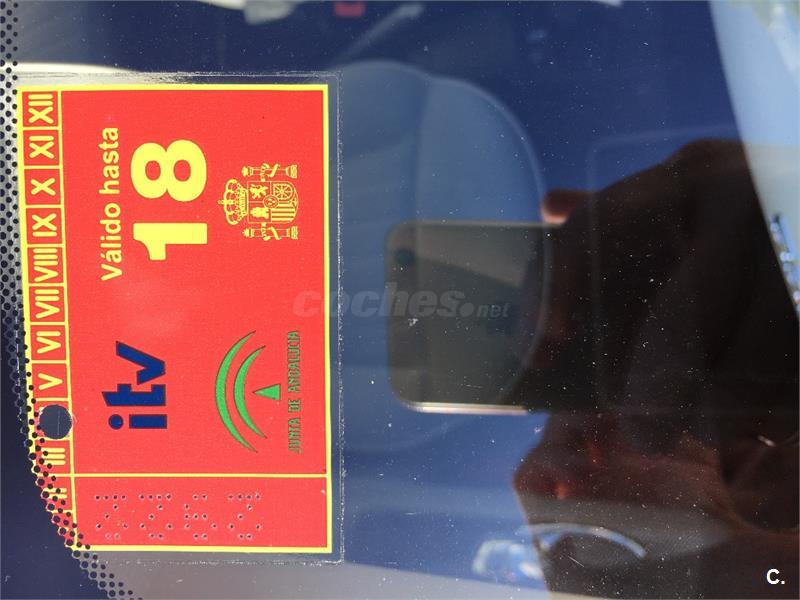 III V VI VII VIII IX X XI XII
itv
Válido hasta
18
JUNTA DE ANDALUCIA
coches.net
C.